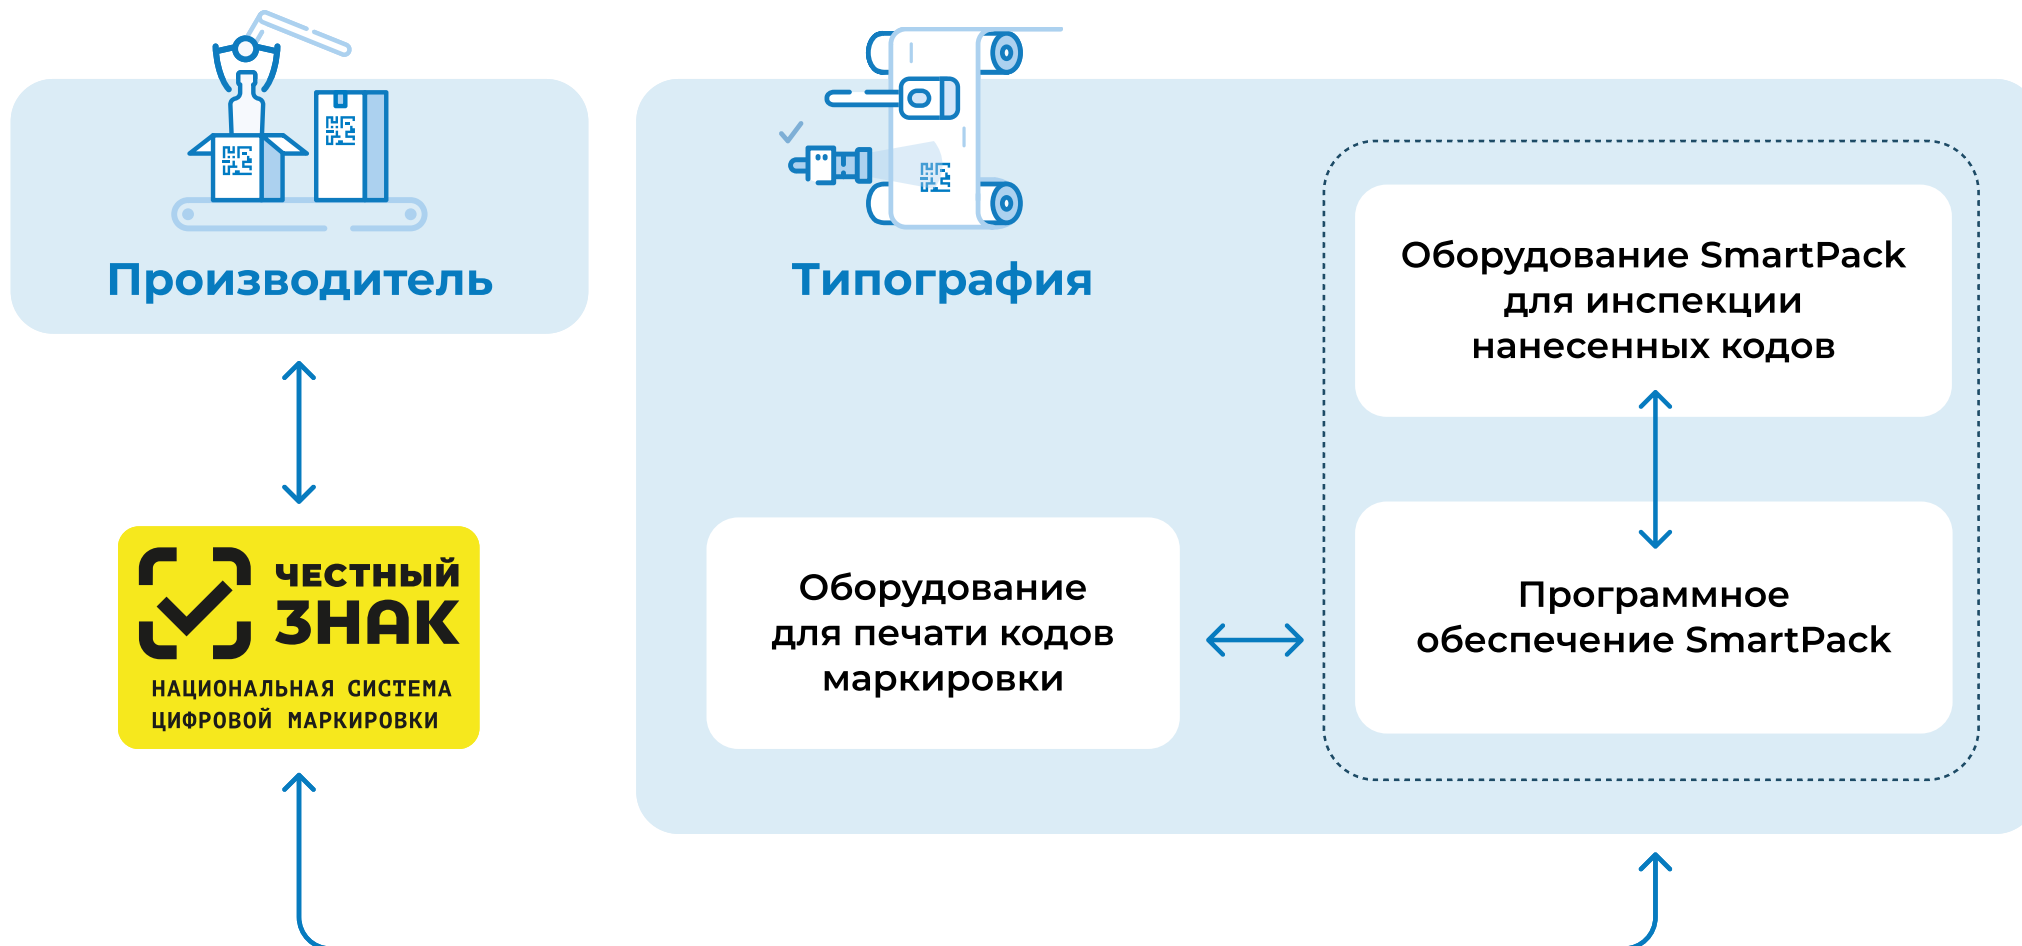 Производитель
ЧЕСТНЫЙ
ЗНАК
НАЦИОНАЛЬНАЯ СИСТЕМА
ЦИФРОВОЙ МАРКИРОВКИ
Типография
Оборудование
для печати кодов
маркировки
Оборудование SmartPack
для инспекции
нанесенных кодов
Программное
обеспечение SmartPack